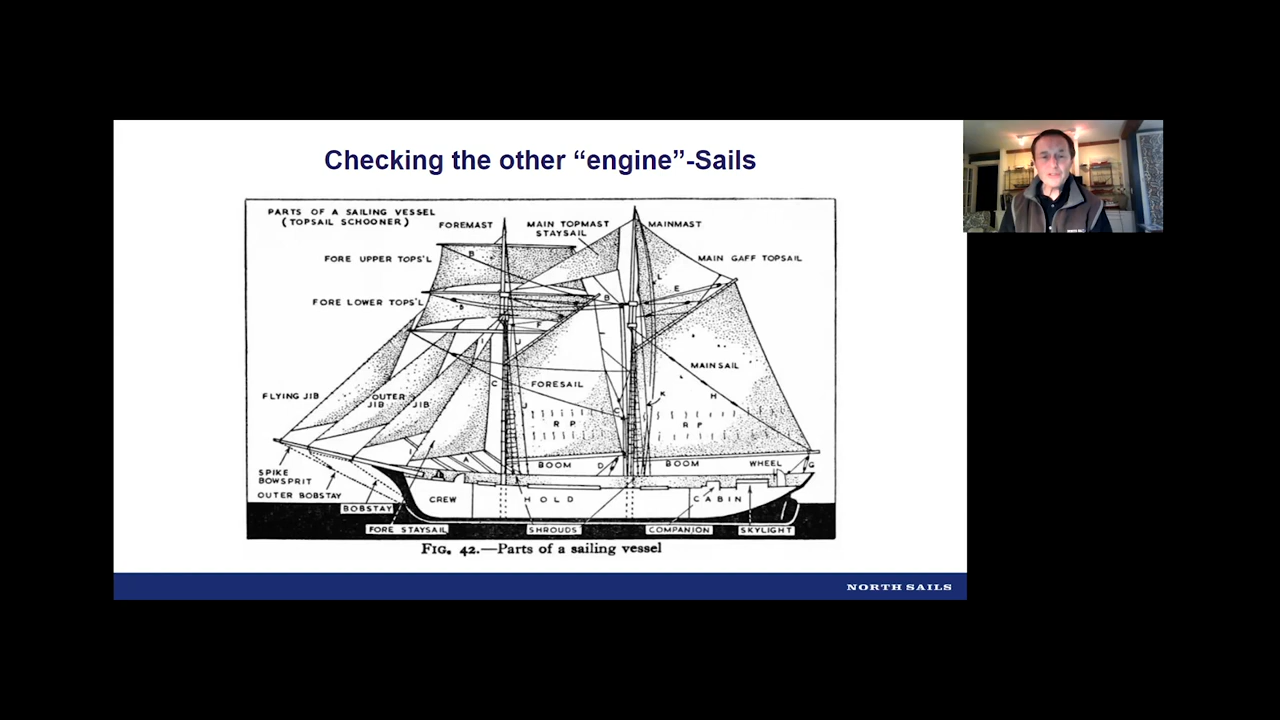 Checking the other “engine”-Sails
PARTS OF A SAILING VESSEL
(TOPSAIL SCHOONER)
FOREMAST
MAIN TOPMAST
STAYSAIL
MAINMAST
FORE UPPER TOPS'L
B
MAIN GAFF TOPSAIL
L
E
FORE LOWER TOPS'L
B
F
J
MAINSAIL
C
FORESAIL
FLYING JIB
OUTER
JIB
JIB
K
H
J
C
R P
R P
A
BOOM
D
BOOM
WHEEL
G
SPIKE
BOWSPRIT
OUTER BOBSTAY
CREW
HOLD
CABIN
BOBSTAY
FORE STAYSAIL
SHROUDS
COMPANION
SKYLIGHT
FIG. 42.—Parts of a sailing vessel
NORTH SAILS